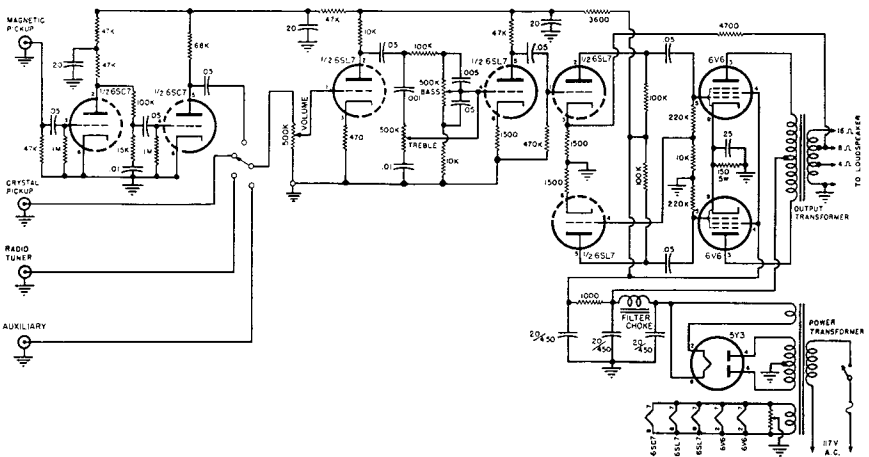 MAGNETIC
PICKUP
20
47K
47K
68K
20
47K
10K
47K
20
3600
4700
.05
1/2 6SC7
100K
.05
1/2 6SC7
.05
1/2 6SL7
.05
100K
.005
1/2 6SL7
.05
1/2 6SL7
.05
6V6
.05
47K
1M
15K
.01
1M
500K
VOLUME
470
.001
500K
TREBLE
.01
500K
BASS
.05
10K
1500
470K
1500
100K
220K
10K
220K
25
150
5W
16 Ω
8 Ω
4 Ω
TO LOUDSPEAKER
OUTPUT
TRANSFORMER
CRYSTAL
PICKUP
1500
100K
1/2 6SL7
.05
6V6
RADIO
TUNER
AUXILIARY
1000
FILTER
CHOKE
20/450
20/450
20/450
5Y3
POWER
TRANSFORMER
6SC7
6SL7
6SL7
6V6
6V6
117V
A.C.